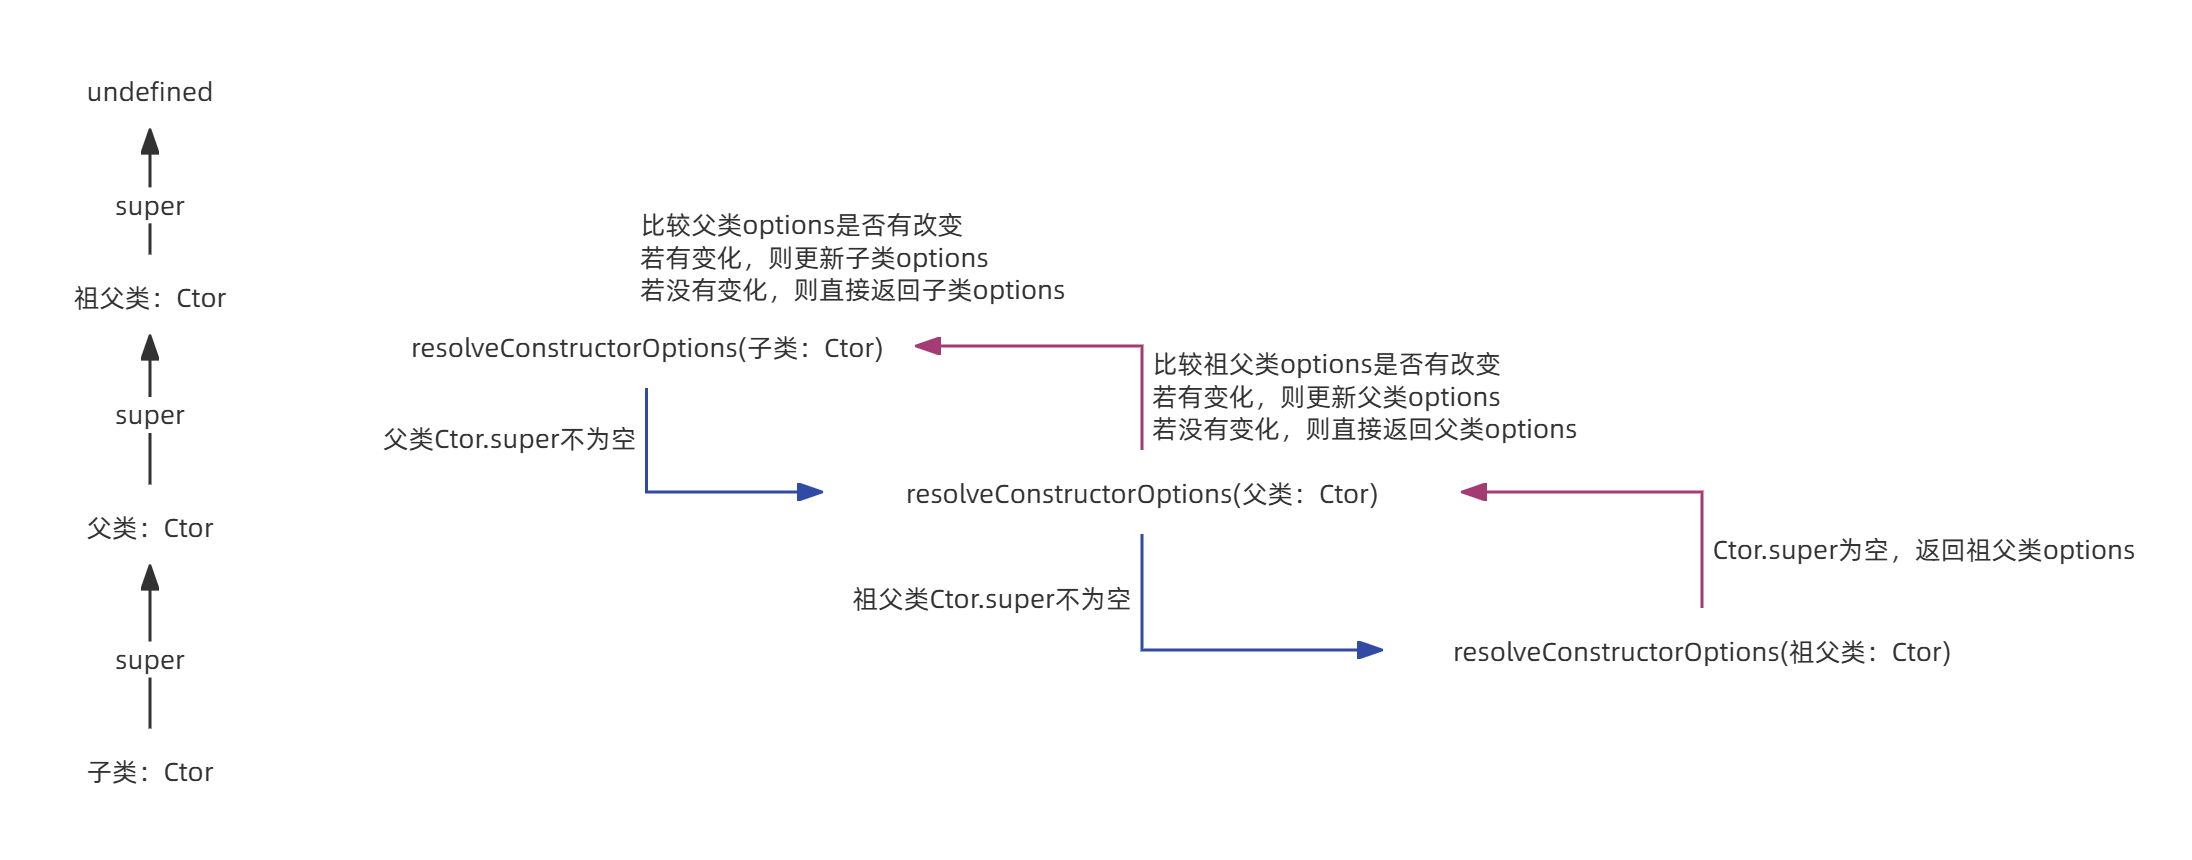 undefined
super
祖父类：Ctor
super
父类：Ctor
super
子类：Ctor
比较父类options是否有改变
若有变化，则更新子类options
若没有变化，则直接返回子类options
resolveConstructorOptions(子类：Ctor)
父类Ctor.super不为空
比较祖父类options是否有改变
若有变化，则更新父类options
若没有变化，则直接返回父类options
resolveConstructorOptions(父类：Ctor)
祖父类Ctor.super不为空
Ctor.super为空，返回祖父类options
resolveConstructorOptions(祖父类：Ctor)